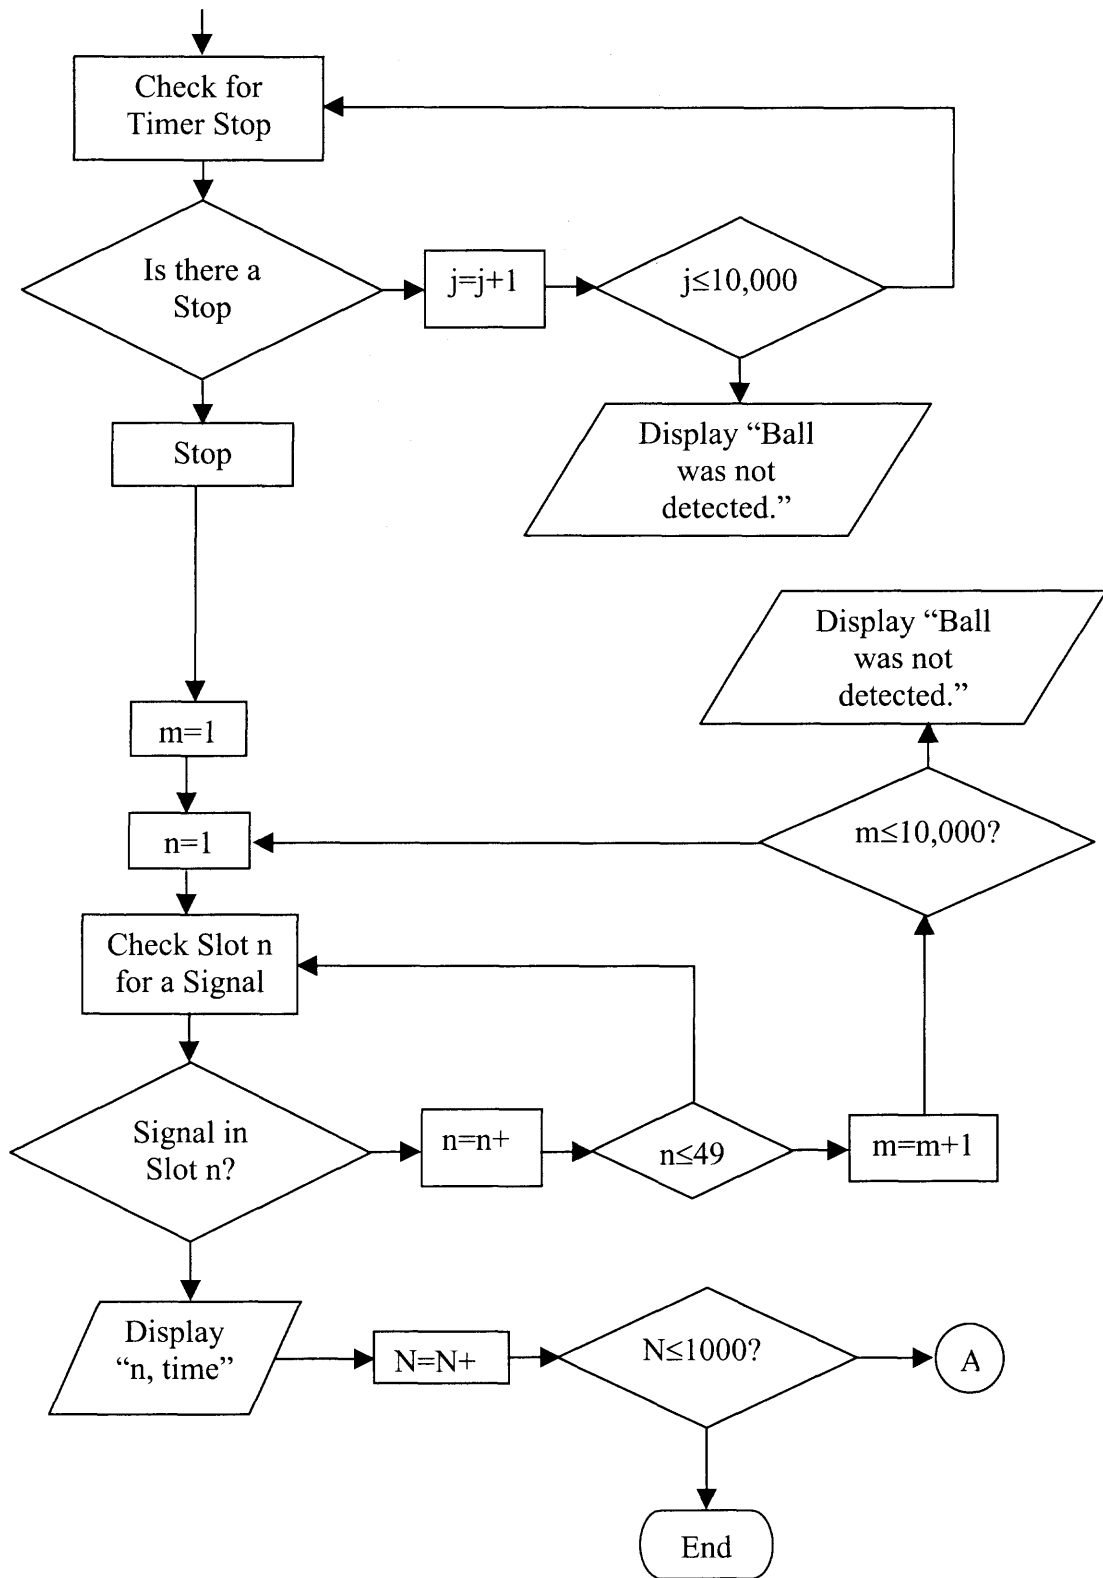 Check for
Timer Stop
Is there a
Stop
j=j+1
j≤10,000
Display “Ball
was not
detected.”
Stop
Display “Ball
was not
detected.”
m=1
n=1
m≤10,000?
Check Slot n
for a Signal
Signal in
Slot n?
n=n+
n≤49
m=m+1
Display
“n, time”
N=N+
N≤1000?
A
End